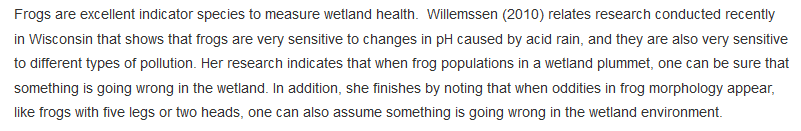 Frogs are excellent indicator species to measure wetland health.  Willemssen (2010) relates research conducted recently
in Wisconsin that shows that frogs are very sensitive to changes in pH caused by acid rain, and they are also very sensitive
to different types of pollution. Her research indicates that when frog populations in a wetland plummet, one can be sure that
something is going wrong in the wetland. In addition, she finishes by noting that when oddities in frog morphology appear,
like frogs with five legs or two heads, one can also assume something is going wrong in the wetland environment.